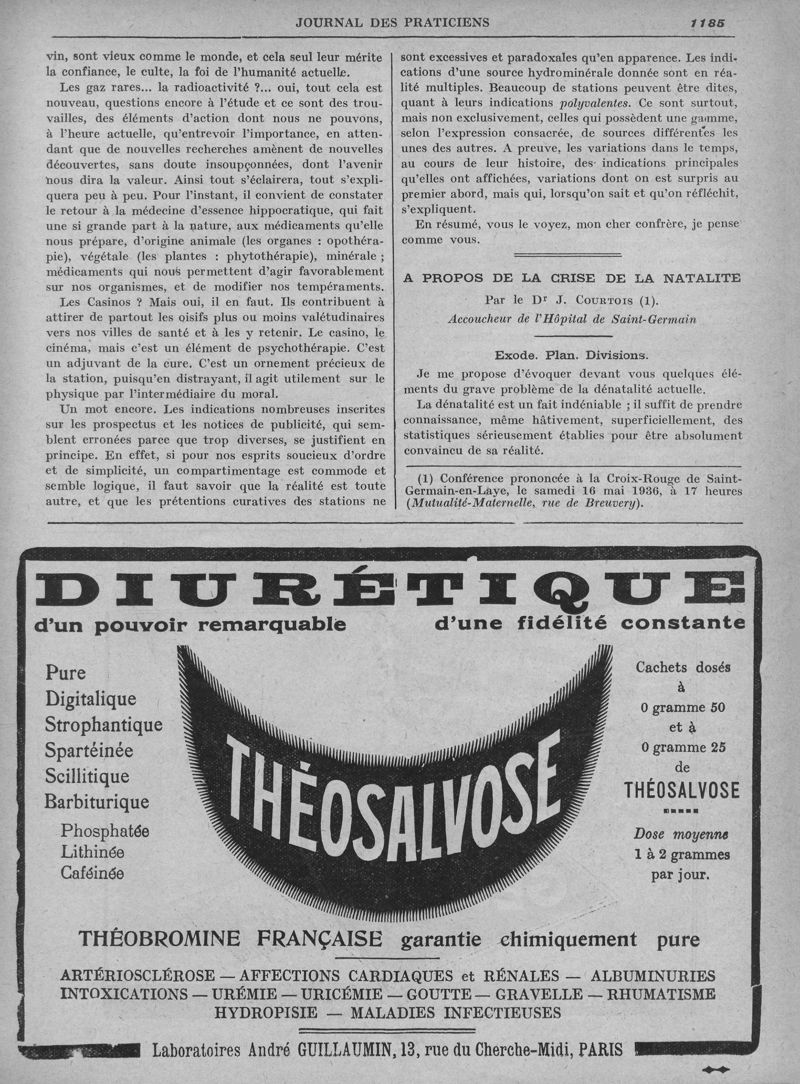 JOURNAL DES PRATICIENS 1185
vin, sont vieux comme le monde, et cela seul leur mérite
la confiance, le culte, la foi de l'humanité actuelle.
Les gaz rares... la radioactivité ?... oui, tout cela est
nouveau, questions encore à l'étude et ce sont des trou-
vailles, des éléments d'action dont nous ne pouvons,
à l'heure actuelle, qu'entrevoir l'importance, en atten-
dant que de nouvelles recherches amènent de nouvelles
découvertes, sans doute insoupçonnées, dont l'avenir
nous dira la valeur. Ainsi tout s'éclairera, tout s'expli-
quera peu à peu. Pour l'instant, il convient de constater
le retour à la médecine d'essence hippocratique, qui fait
une si grande part à la nature, aux médicaments qu'elle
nous prépare, d'origine animale (les organes : opothéra-
pie), végétale (les plantes : phytothérapie), minérale ;
médicaments qui nous permettent d'agir favorablement
sur nos organismes, et de modifier nos tempéraments.
Les Casinos ? Mais oui, il en faut. Ils contribuent à
attirer de partout les oisifs plus ou moins valétudinaires
vers nos villes de santé et à les y retenir. Le casino, le
cinéma, mais c'est un élément de psychothérapie. C'est
un adjuvant de la cure. C'est un ornement précieux de
la station, puisqu'en distrayant, il agit utilement sur le
physique par l'intermédiaire du moral.
Un mot encore. Les indications nombreuses inscrites
sur les prospectus et les notices de publicité, qui sem-
blent erronées parce que trop diverses, se justifient en
principe. En effet, si pour nos esprits soucieux d'ordre
et de simplicité, un compartimentage est commode et
semble logique, il faut savoir que la réalité est toute
autre, et que les prétentions curatives des stations ne
sont excessives et paradoxales qu'en apparence. Les indi-
cations d'une source hydrominérale donnée sont en réa-
lité multiples. Beaucoup de stations peuvent être dites,
quant à leurs indications polyvalentes. Ce sont surtout,
mais non exclusivement, celles qui possèdent une gamme,
selon l'expression consacrée, de sources différentes les
unes des autres. A preuve, les variations dans le temps,
au cours de leur histoire, des indications principales
qu'elles ont affichées, variations dont on est surpris au
premier abord, mais qui, lorsqu'on sait et qu'on réfléchit,
s'expliquent.
En résumé, vous le voyez, mon cher confrère, je pense
comme vous.
A PROPOS DE LA CRISE DE LA NATALITE
Par le Dr J. COURTOIS (1).
Accoucheur de l'Hôpital de Saint-Germain
Exode. Plan. Divisions.
Je me propose d'évoquer devant vous quelques élé-
ments du grave problème de la dénatalité actuelle.
La dénatalité est un fait indéniable ; il suffit de prendre
connaissance, même hâtivement, superficiellement, des
statistiques sérieusement établies pour être absolument
convaincu de sa réalité.
(1) Conférence prononcée à la Croix-Rouge de Saint-
Germain-en-Laye, le samedi 16 mai 1936, à 17 heures
(Mutualité-Maternelle, rue de Breuvery).
DIURÉTIQUE
d'un pouvoir remarquable d'une fidélité constante
Pure
Digitalique
Strophantique
Spartéinée
Scillitique
Barbiturique
Phosphatée
Lithinée
Caféinée
THÉOSALVOSE
Cachets dosés
à
0 gramme 50
et à
0 gramme 25
de
THÉOSALVOSE
Dose moyenne
1 à 2 grammes
par jour.
THÉOBROMINE FRANÇAISE garantie chimiquement pure
ARTÉRIOSCLÉROSE — AFFECTIONS CARDIAQUES et RÉNALES — ALBUMINURIES
INTOXICATIONS — URÉMIE — URICÉMIE — GOUTTE — GRAVELLE — RHUMATISME
HYDROPISIE — MALADIES INFECTIEUSES
Laboratoires André GUILLAUMIN, 13, rue du Cherche-Midi, PARIS